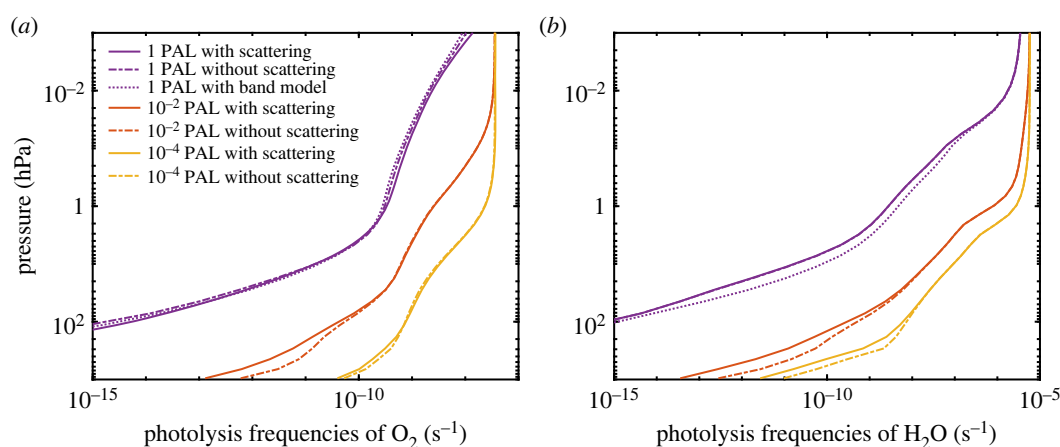 (a)
1 PAL with scattering
1 PAL without scattering
1 PAL with band model
10⁻² PAL with scattering
10⁻² PAL without scattering
10⁻⁴ PAL with scattering
10⁻⁴ PAL without scattering
pressure (hPa)
10⁻²
1
10²
10⁻¹⁵
10⁻¹⁰
photolysis frequencies of O₂ (s⁻¹)
(b)
10⁻²
1
10²
10⁻¹⁵
10⁻¹⁰
10⁻⁵
photolysis frequencies of H₂O (s⁻¹)